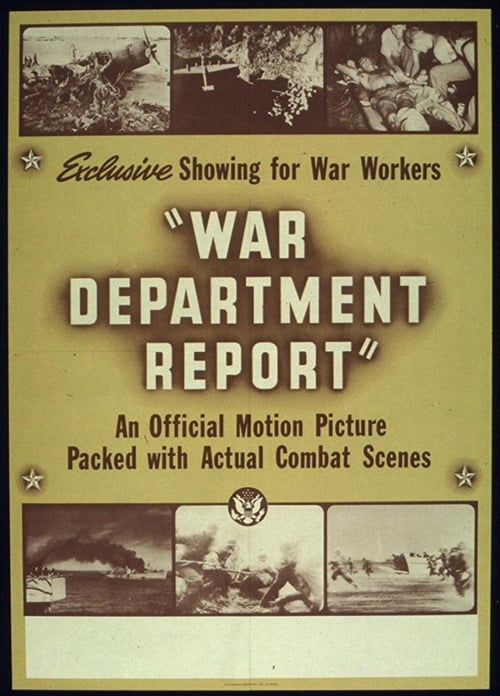 Exclusive Showing for War Workers
"WAR
DEPARTMENT
REPORT"
An Official Motion Picture
Packed with Actual Combat Scenes